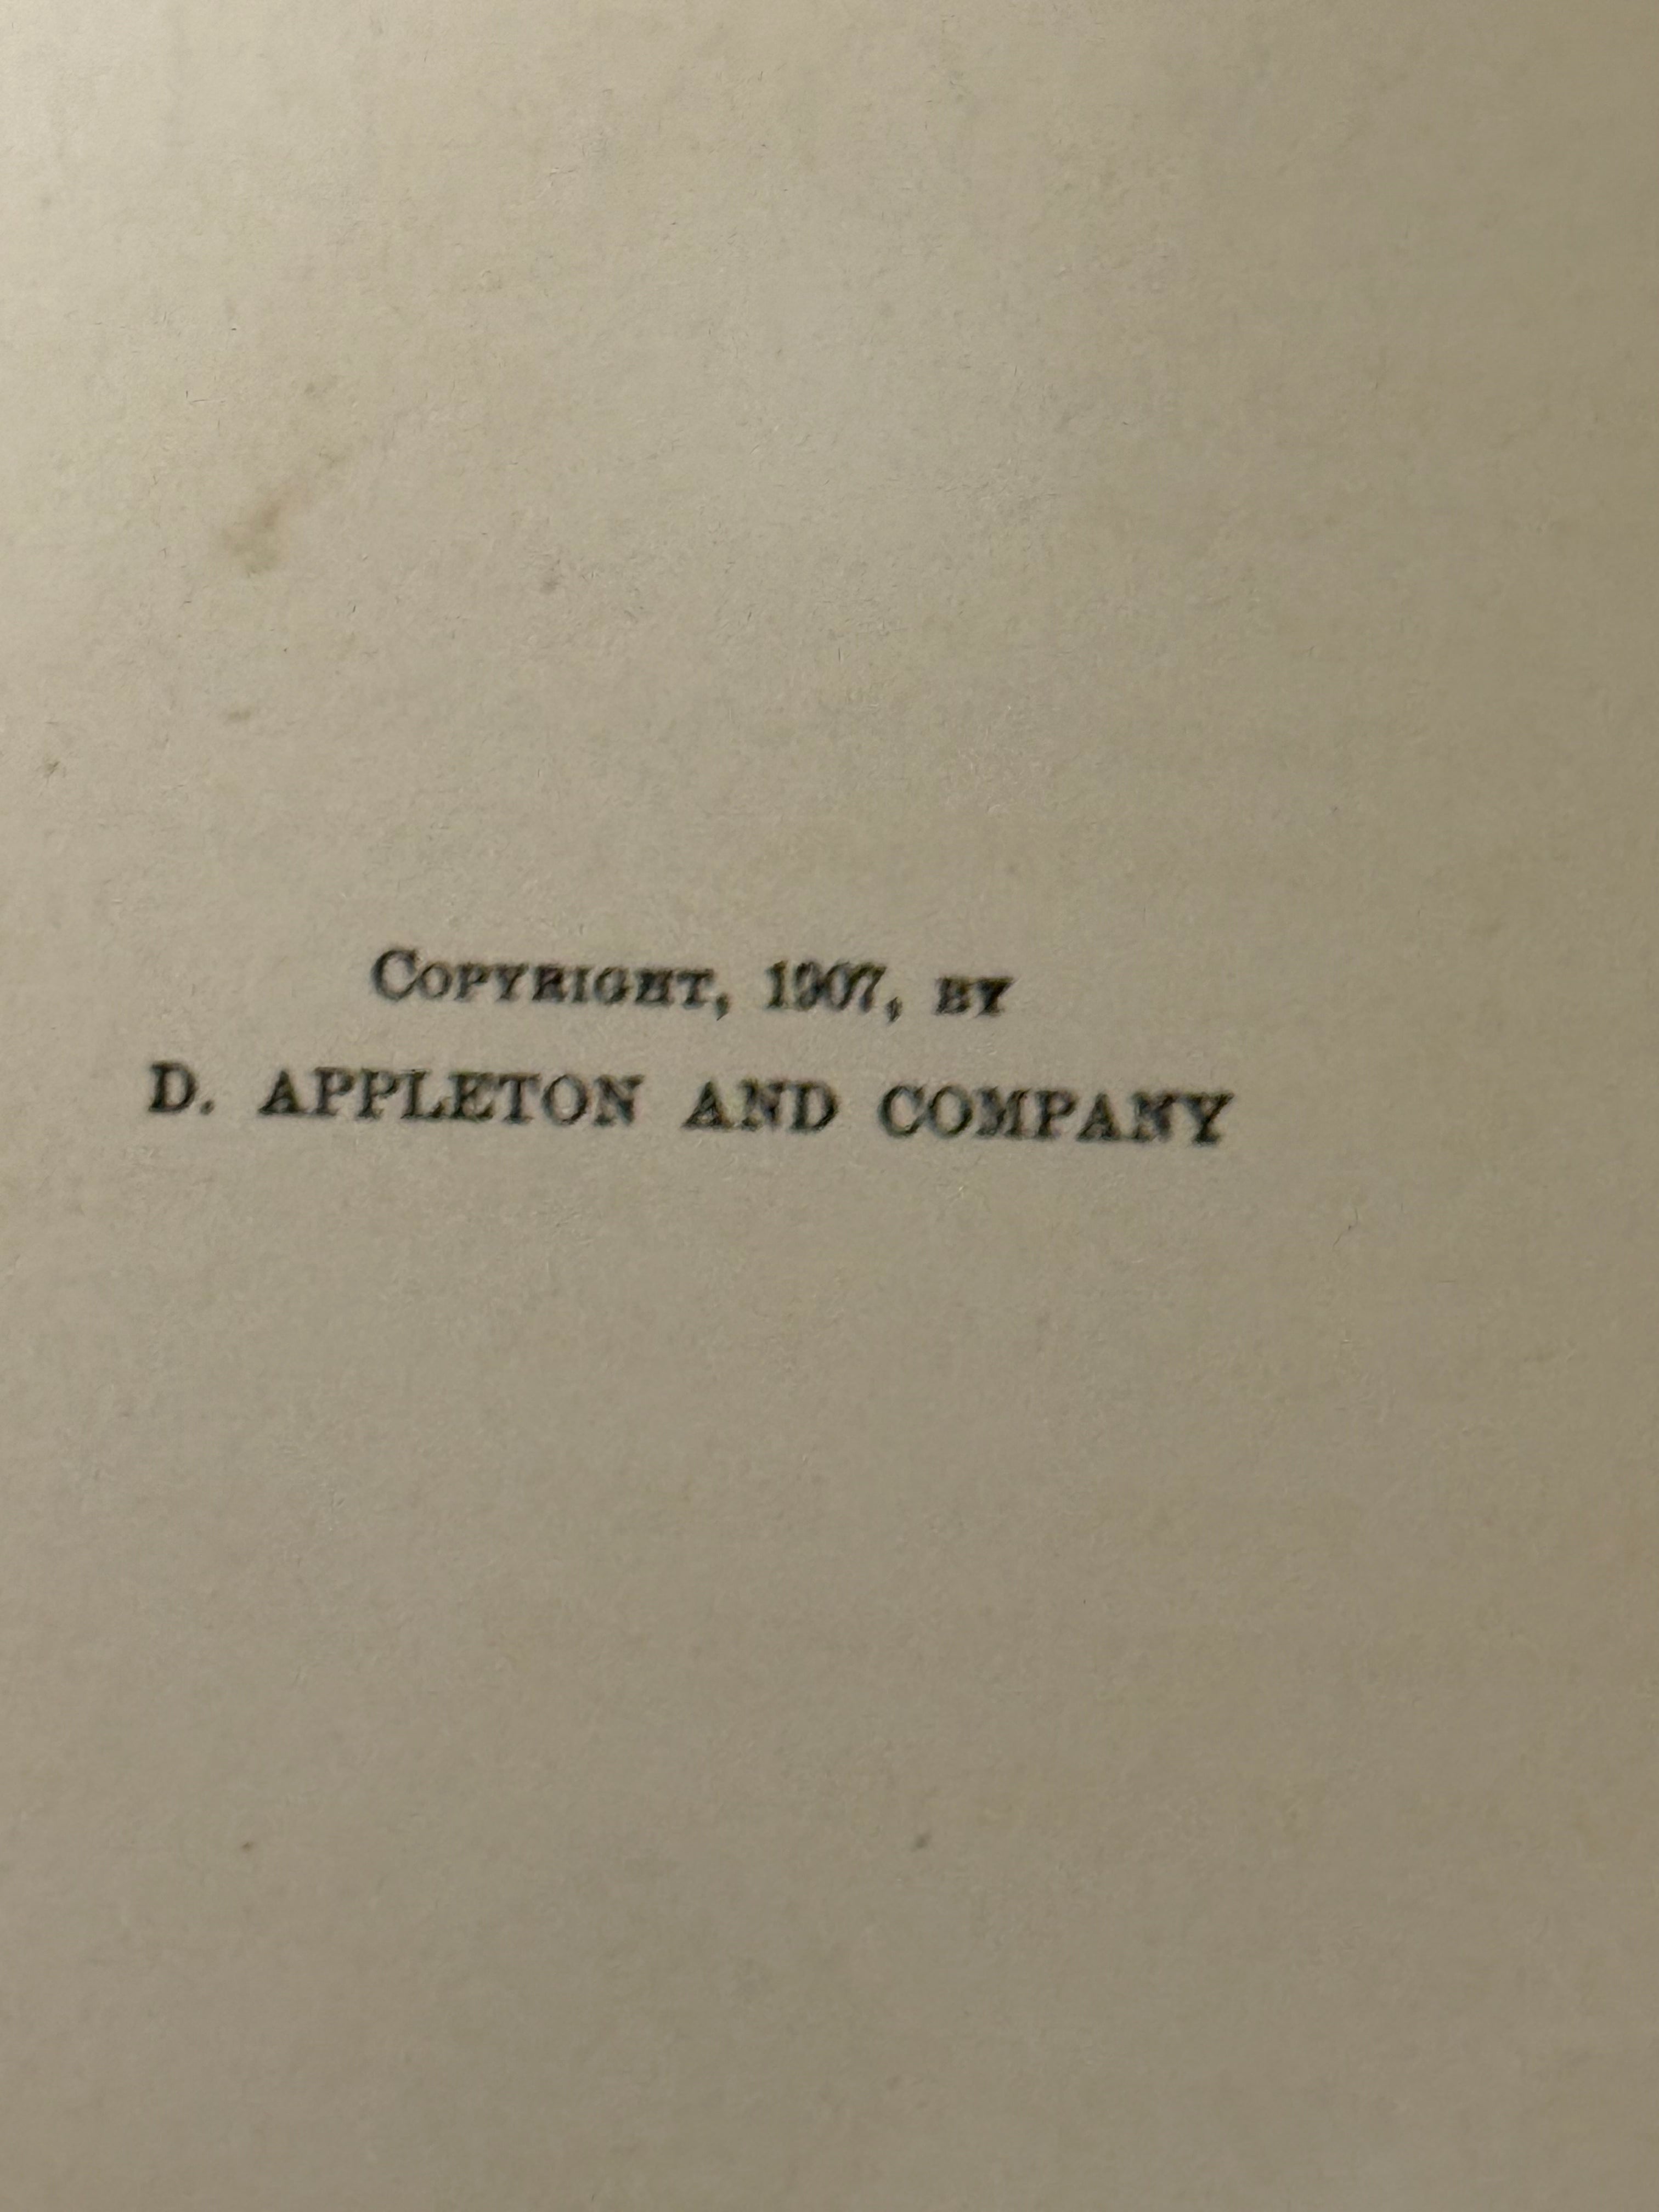 Copyright, 1907, by
D. APPLETON AND COMPANY